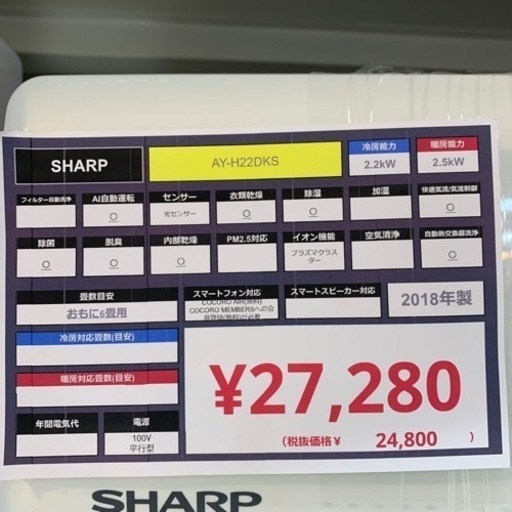 SHARP
AY-H22DKS
冷房能力
2.2kW
暖房能力
2.5kW
フィルター自動洗浄
AI自動運転
○
センサー
光センサー
衣類乾燥
○
除湿
○
加湿
快適気流/気流制御
○
除菌
○
脱臭
○
内部乾燥
○
PM2.5対応
イオン機能
プラズマクラ
スター
空気清浄
自動熱交換器洗浄
○
畳数目安
おもに6畳用
スマートフォン対応
COCORO AIR(無料)
COCORO MEMBERSへの会
員登録(無料)が必要
スマートスピーカー対応
2018年製
冷房対応畳数(目安)
暖房対応畳数(目安)
年間電気代
電源
100V
平行型
¥27,280
(税抜価格¥ 24,800 )
SHARP